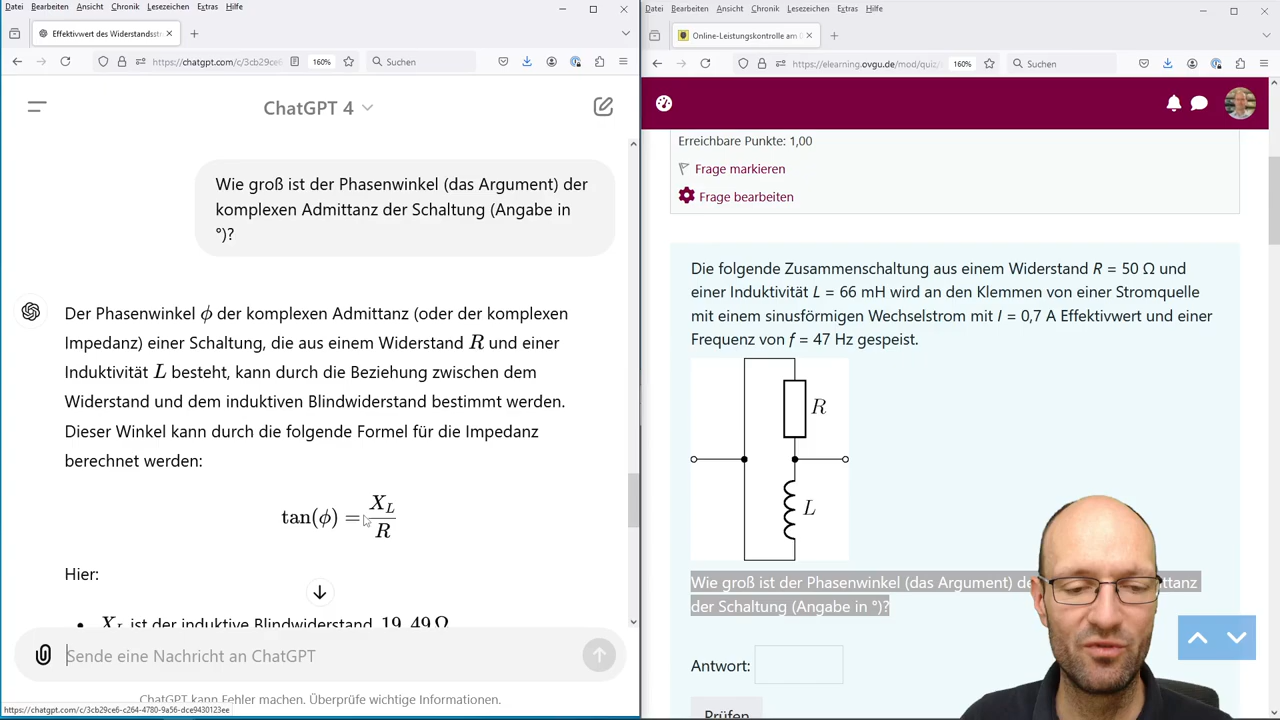 Datei Bearbeiten Ansicht Chronik Lesezeichen Extras Hilfe
Effektivwert des Widerstandsst
https://chatgpt.com/c/3cb29ce6 160% Suchen
ChatGPT 4
Wie groß ist der Phasenwinkel (das Argument) der
komplexen Admittanz der Schaltung (Angabe in
°)?
Der Phasenwinkel ϕ der komplexen Admittanz (oder der komplexen
Impedanz) einer Schaltung, die aus einem Widerstand R und einer
Induktivität L besteht, kann durch die Beziehung zwischen dem
Widerstand und dem induktiven Blindwiderstand bestimmt werden.
Dieser Winkel kann durch die folgende Formel für die Impedanz
berechnet werden:
tan(ϕ) = X_L / R
Hier:
• X_L ist der induktive Blindwiderstand, 19,49 Ω
Sende eine Nachricht an ChatGPT
ChatGPT kann Fehler machen. Überprüfe wichtige Informationen.
https://chatgpt.com/c/3cb29ce6-c264-4780-9a56-dce9430123ee
Datei Bearbeiten Ansicht Chronik Lesezeichen Extras Hilfe
Online-Leistungskontrolle am
https://elearning.ovgu.de/mod/quiz/ 160% Suchen
Erreichbare Punkte: 1,00
Frage markieren
Frage bearbeiten
Die folgende Zusammenschaltung aus einem Widerstand R = 50 Ω und
einer Induktivität L = 66 mH wird an den Klemmen von einer Stromquelle
mit einem sinusförmigen Wechselstrom mit I = 0,7 A Effektivwert und einer
Frequenz von f = 47 Hz gespeist.
R
L
Wie groß ist der Phasenwinkel (das Argument)
der Schaltung (Angabe in °)?
Antwort:
Prüfen